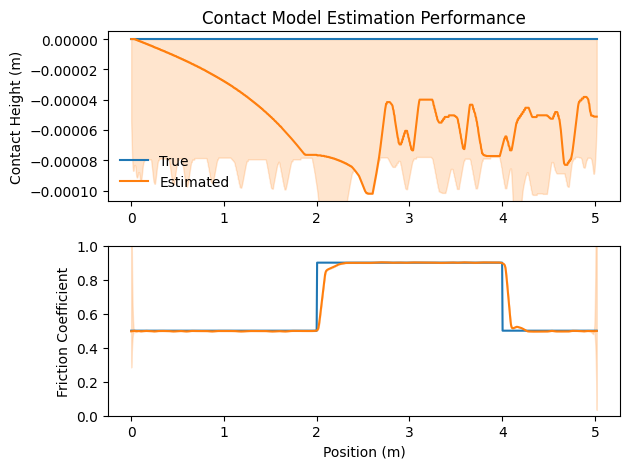 Contact Model Estimation Performance
Contact Height (m)
0.00000
−0.00002
−0.00004
−0.00006
−0.00008
−0.00010
True
Estimated
0 1 2 3 4 5
Friction Coefficient
1.0
0.8
0.6
0.4
0.2
0.0
0 1 2 3 4 5
Position (m)